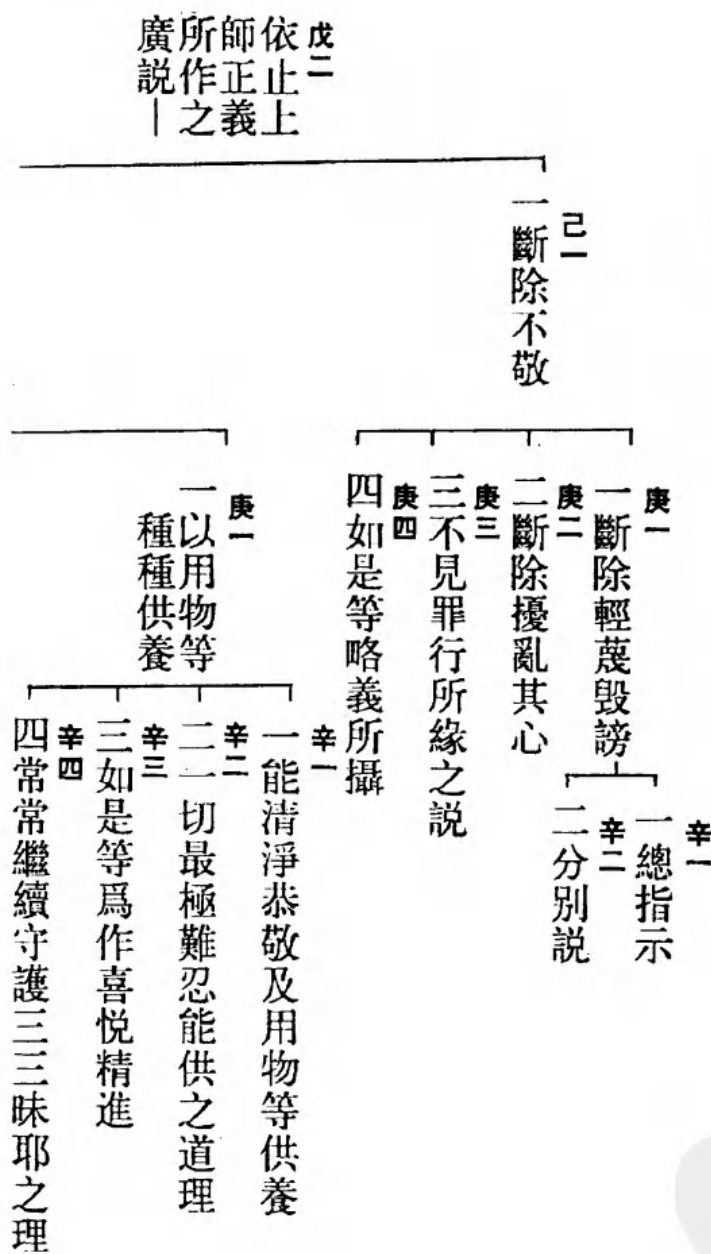 戊二
依止上
師正義
所作之
廣説
己一
一斷除不敬
庚一
一斷除輕蔑毀謗
辛一
一總指示
辛二
二分別説
庚二
二斷除擾亂其心
庚三
三不見罪行所緣之説
庚四
四如是等略義所攝
庚一
一以用物等
種種供養
辛一
一能清淨恭敬及用物等供養
辛二
二一切最極難忍能供之道理
辛三
三如是等爲作喜悦精進
辛四
四常常繼續守護三三昧耶之理